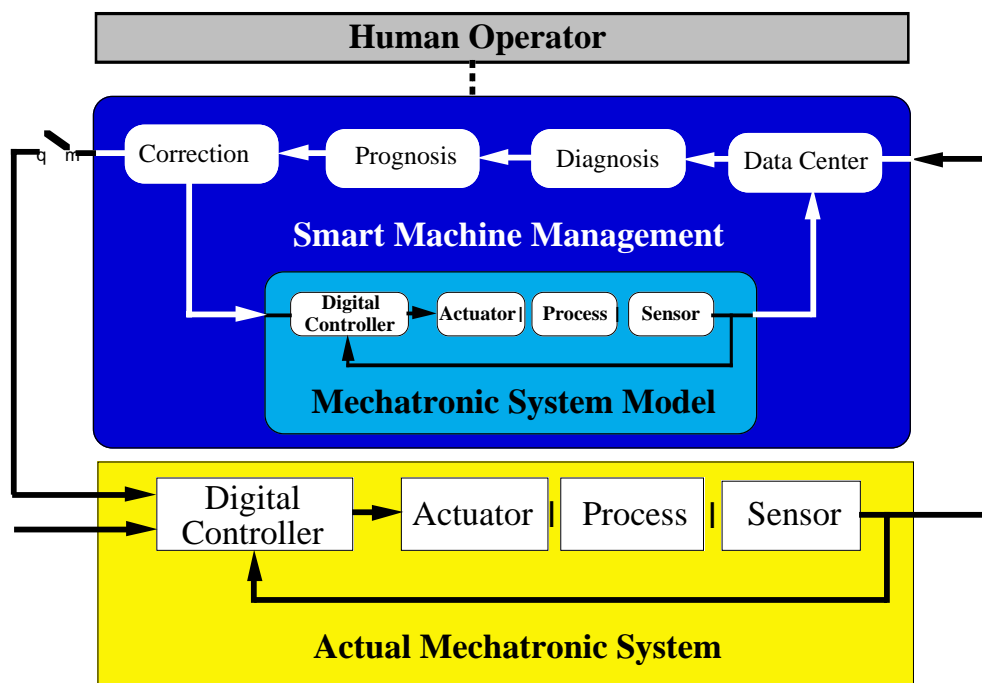 Human Operator
q m
Correction
Prognosis
Diagnosis
Data Center
Smart Machine Management
Digital
Controller
Actuator
Process
Sensor
Mechatronic System Model
Digital
Controller
Actuator
Process
Sensor
Actual Mechatronic System